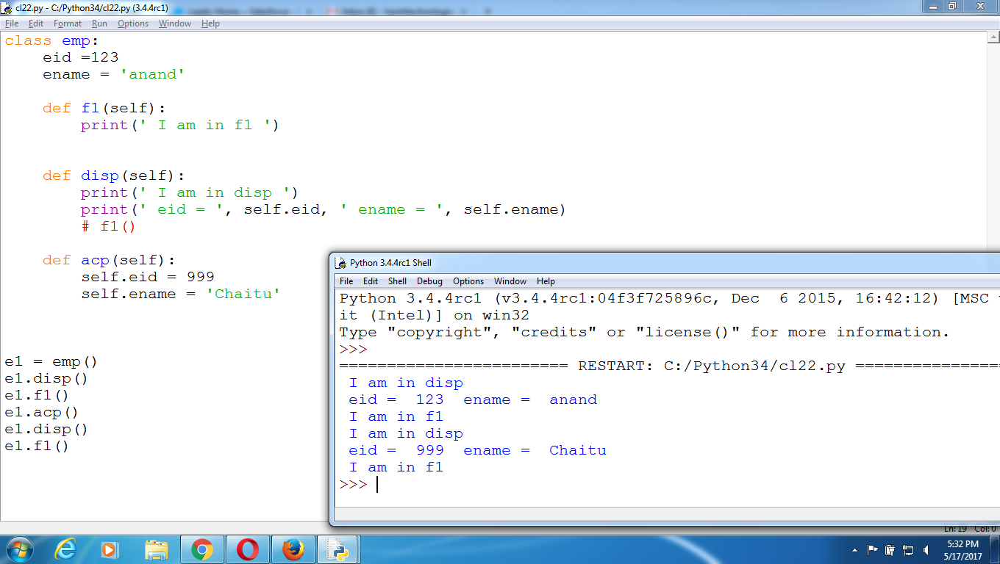 cl22.py - C:/Python34/cl22.py (3.4.4rc1)
File Edit Format Run Options Window Help
class emp:
    eid =123
    ename = 'anand'
    def f1(self):
        print(' I am in f1 ')
    def disp(self):
        print(' I am in disp ')
        print(' eid = ', self.eid, ' ename = ', self.ename)
        # f1()
    def acp(self):
        self.eid = 999
        self.ename = 'Chaitu'
e1 = emp()
e1.disp()
e1.f1()
e1.acp()
e1.disp()
e1.f1()
Python 3.4.4rc1 Shell
File Edit Shell Debug Options Window Help
Python 3.4.4rc1 (v3.4.4rc1:04f3f725896c, Dec  6 2015, 16:42:12) [MSC
it (Intel)] on win32
Type "copyright", "credits" or "license()" for more information.
>>>
======================== RESTART: C:/Python34/cl22.py ================
 I am in disp
 eid =  123  ename =  anand
 I am in f1
 I am in disp
 eid =  999  ename =  Chaitu
 I am in f1
>>>
Ln: 19 Col: 0
5:32 PM
5/17/2017